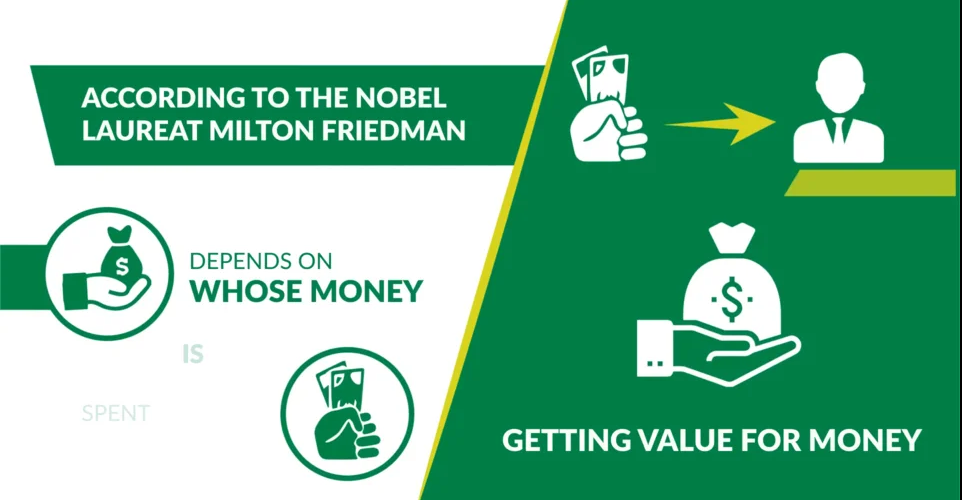 ACCORDING TO THE NOBEL
LAUREAT MILTON FRIEDMAN
DEPENDS ON
WHOSE MONEY
IS
SPENT
$
$
GETTING VALUE FOR MONEY